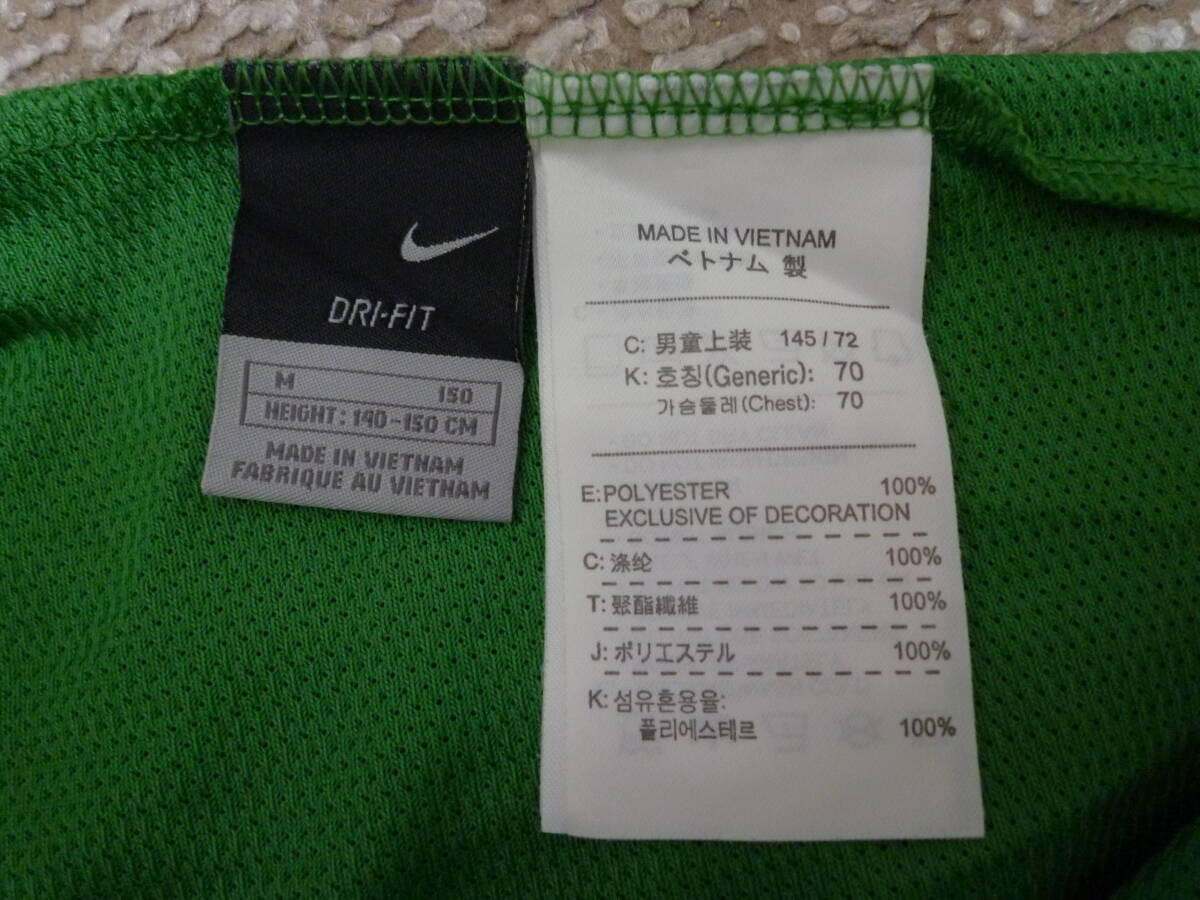 DRI-FIT
M 150
HEIGHT: 140-150 CM
MADE IN VIETNAM
FABRIQUE AU VIETNAM
MADE IN VIETNAM
ベトナム 製
C: 男童上装 145/72
K: 호칭(Generic): 70
가슴둘레(Chest): 70
E:POLYESTER 100%
EXCLUSIVE OF DECORATION
C:涤纶 100%
T:聚酯纖維 100%
J:ポリエステル 100%
K:섬유혼용율:
폴리에스테르 100%